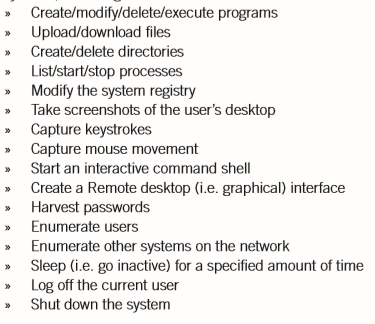 » Create/modify/delete/execute programs
» Upload/download files
» Create/delete directories
» List/start/stop processes
» Modify the system registry
» Take screenshots of the user's desktop
» Capture keystrokes
» Capture mouse movement
» Start an interactive command shell
» Create a Remote desktop (i.e. graphical) interface
» Harvest passwords
» Enumerate users
» Enumerate other systems on the network
» Sleep (i.e. go inactive) for a specified amount of time
» Log off the current user
» Shut down the system